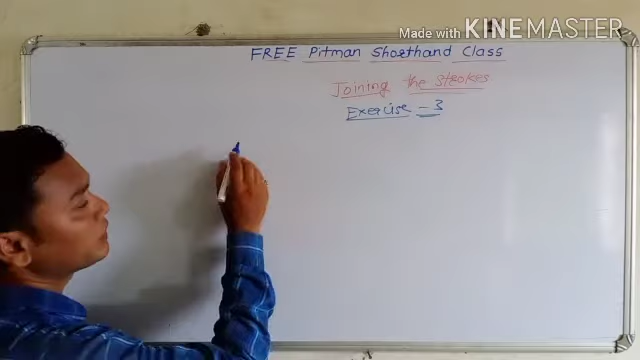 Made with KINEMASTER
FREE Pitman Shorthand Class
Joining the strokes
Exercise - 3